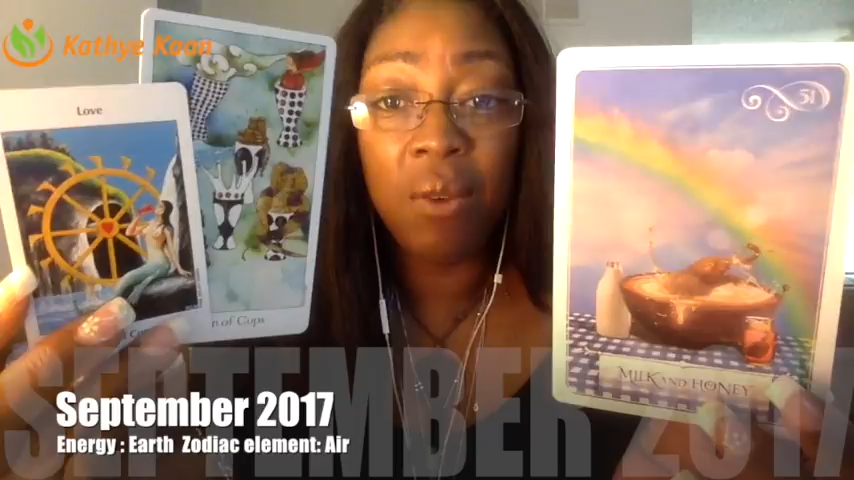 Kathye Kaan
Love
of Cups
51
MILK AND HONEY
SEPTEMBER 2017
September 2017
Energy : Earth Zodiac element: Air